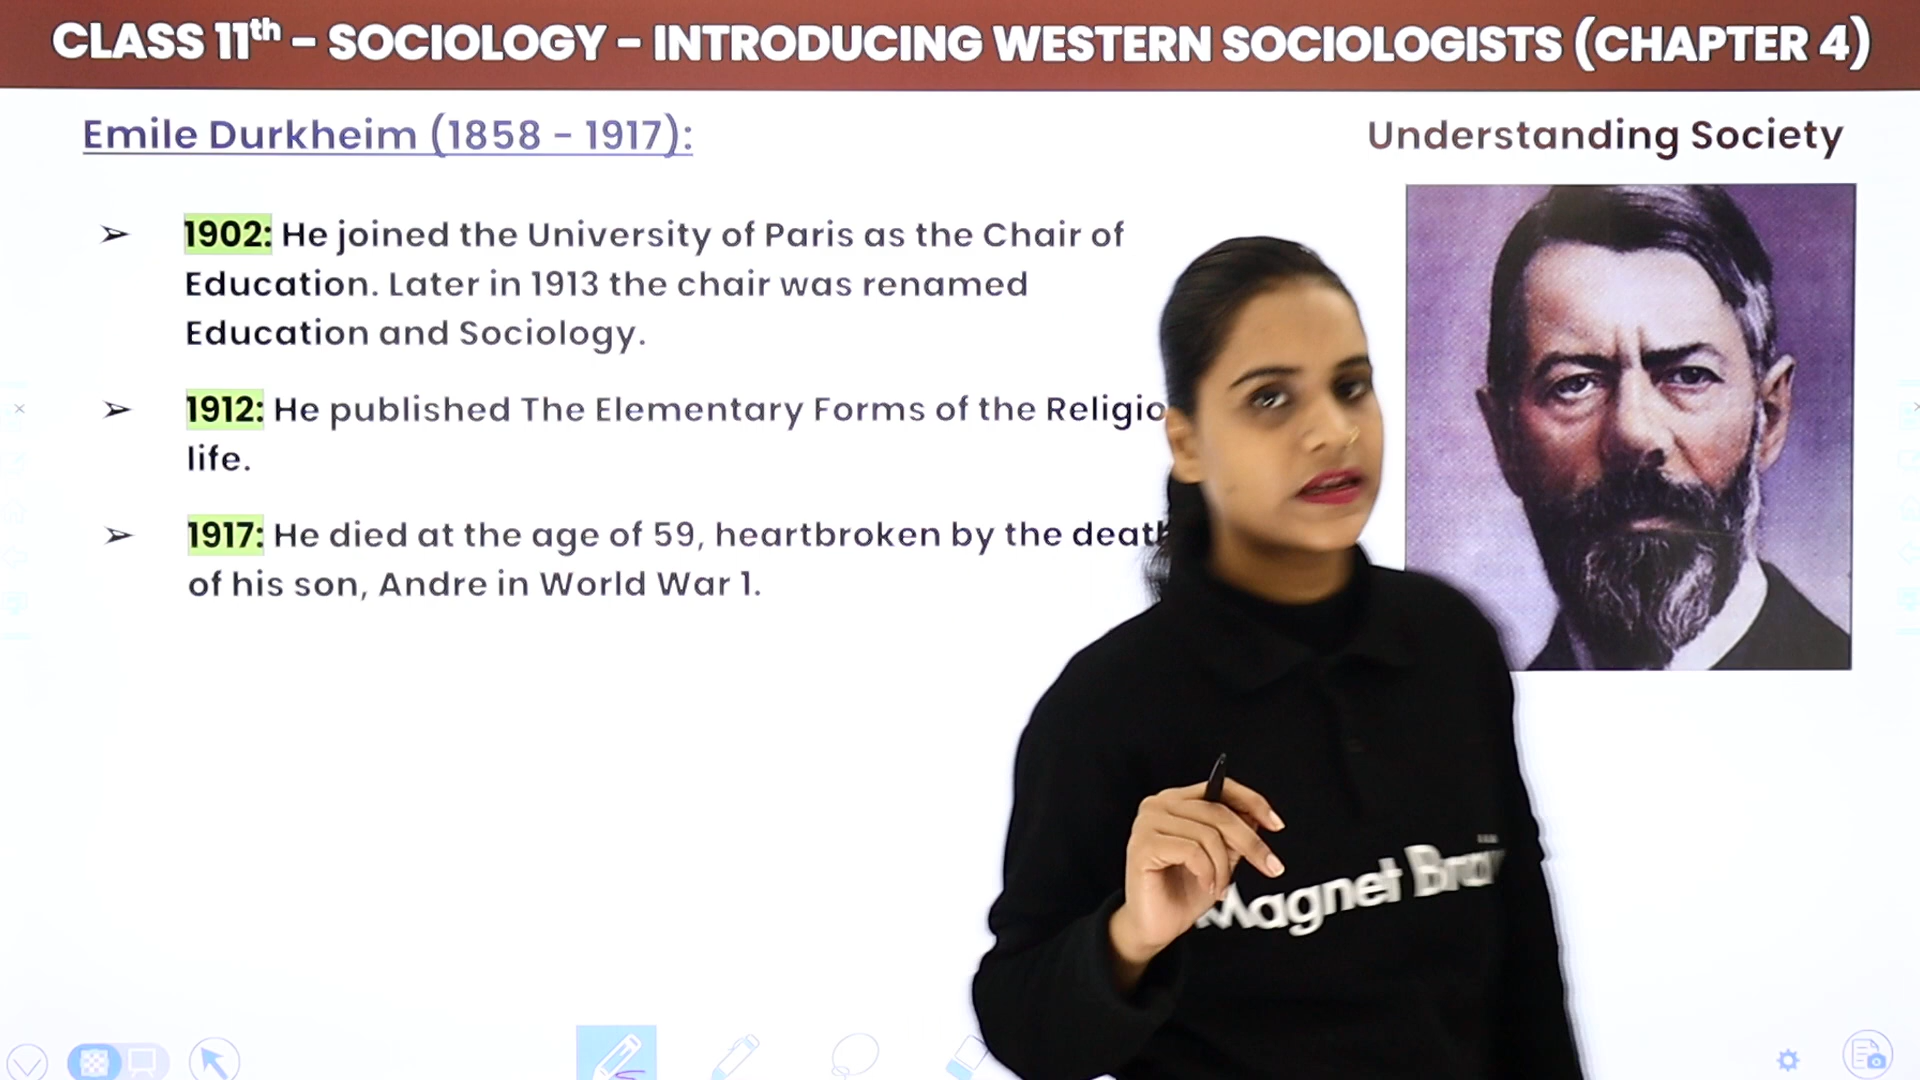 CLASS 11th - SOCIOLOGY - INTRODUCING WESTERN SOCIOLOGISTS (CHAPTER 4)
Emile Durkheim (1858 - 1917):
Understanding Society
➢ 1902: He joined the University of Paris as the Chair of
Education. Later in 1913 the chair was renamed
Education and Sociology.
➢ 1912: He published The Elementary Forms of the Religio
life.
➢ 1917: He died at the age of 59, heartbroken by the death
of his son, Andre in World War 1.
Magnet Bra